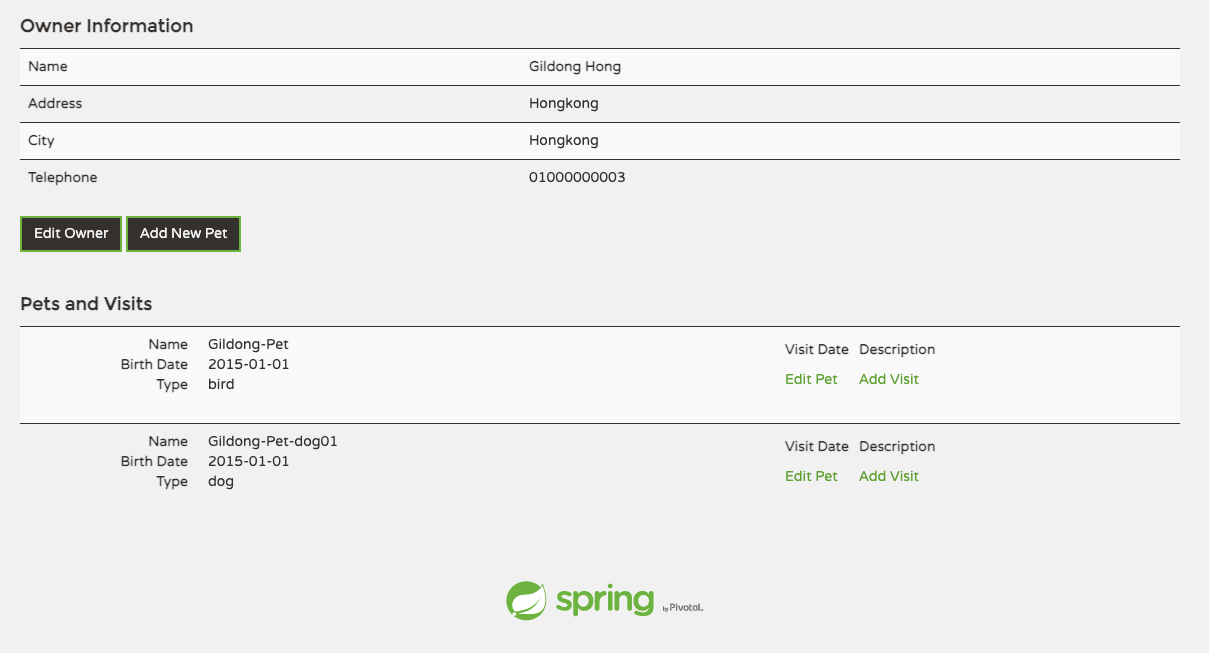 Owner Information
Name Gildong Hong
Address Hongkong
City Hongkong
Telephone 01000000003
Edit Owner Add New Pet
Pets and Visits
Name Gildong-Pet
Birth Date 2015-01-01
Type bird
Visit Date Description
Edit Pet Add Visit
Name Gildong-Pet-dog01
Birth Date 2015-01-01
Type dog
Visit Date Description
Edit Pet Add Visit
spring by Pivotal.